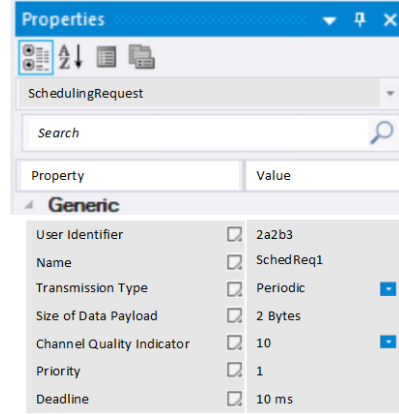 Properties
SchedulingRequest
Search
Property Value
Generic
User Identifier 2a2b3
Name SchedReq1
Transmission Type Periodic
Size of Data Payload 2 Bytes
Channel Quality Indicator 10
Priority 1
Deadline 10 ms